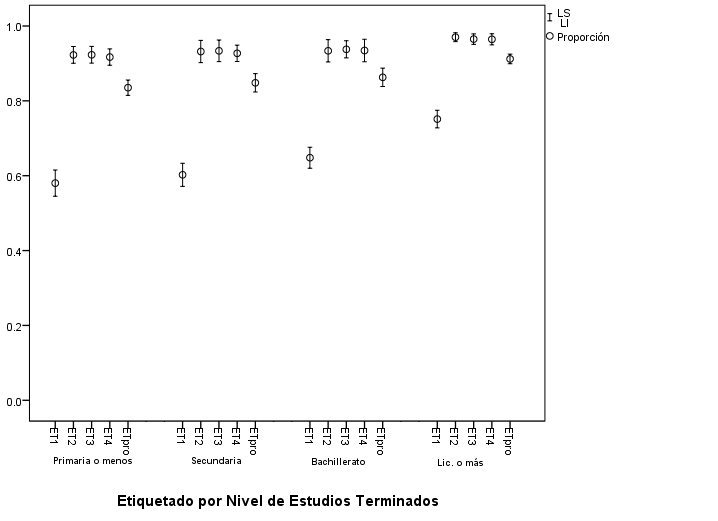 LS
LI
Proporción
1.0
0.8
0.6
0.4
0.2
0.0
ET1 ET2 ET3 ET4 ETpro ET1 ET2 ET3 ET4 ETpro ET1 ET2 ET3 ET4 ETpro ET1 ET2 ET3 ET4 ETpro
Primaria o menos Secundaria Bachillerato Lic. o más
Etiquetado por Nivel de Estudios Terminados